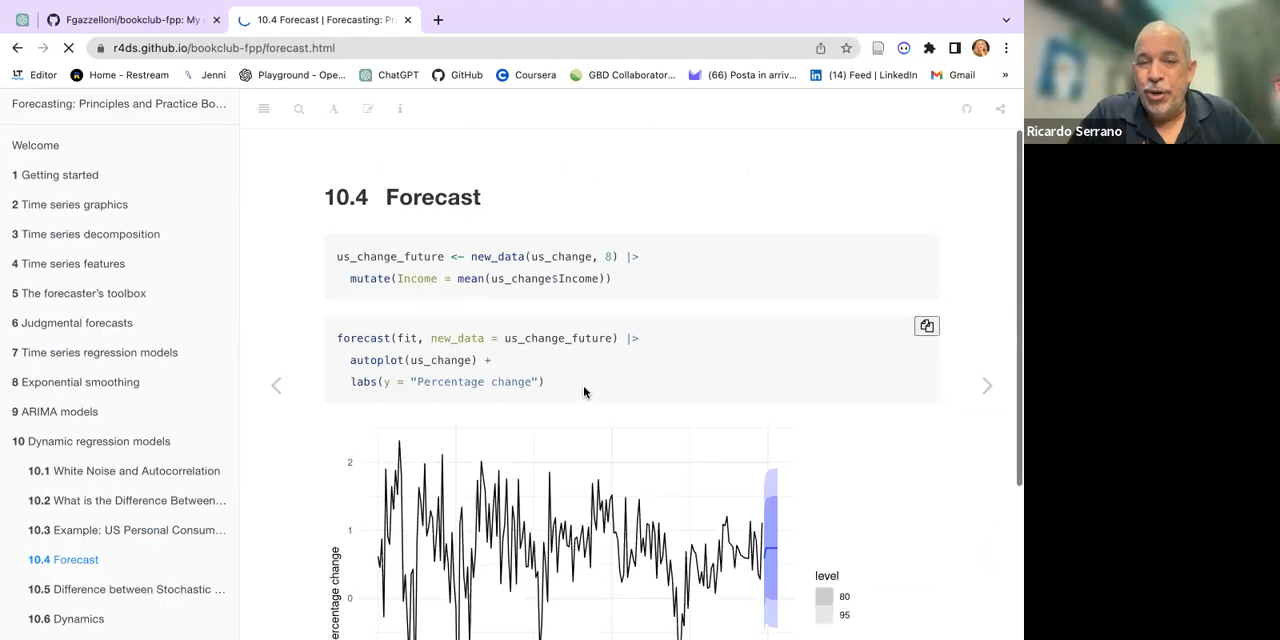 Fgazzelloni/bookclub-fpp: My
10.4 Forecast | Forecasting: Pri
r4ds.github.io/bookclub-fpp/forecast.html
Editor
Home - Restream
Jenni
Playground - Ope...
ChatGPT
GitHub
Coursera
GBD Collaborator...
(66) Posta in arriv...
(14) Feed | LinkedIn
Gmail
»
Forecasting: Principles and Practice Bo...
Welcome
1 Getting started
2 Time series graphics
3 Time series decomposition
4 Time series features
5 The forecaster's toolbox
6 Judgmental forecasts
7 Time series regression models
8 Exponential smoothing
9 ARIMA models
10 Dynamic regression models
10.1 White Noise and Autocorrelation
10.2 What is the Difference Between...
10.3 Example: US Personal Consum...
10.4 Forecast
10.5 Difference between Stochastic ...
10.6 Dynamics
10.4 Forecast
us_change_future <- new_data(us_change, 8) |>
mutate(Income = mean(us_change$Income))
forecast(fit, new_data = us_change_future) |>
autoplot(us_change) +
labs(y = "Percentage change")
2
1
0
ercentage change
level
80
95
Ricardo Serrano